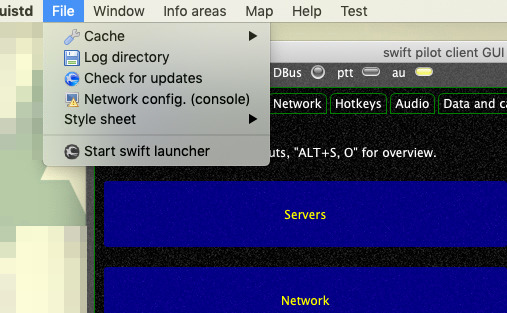 uistd File Window Info areas Map Help Test
Cache
Log directory
Check for updates
Network config. (console)
Style sheet
Start swift launcher
swift pilot client GUI
DBus ptt au
Network Hotkeys Audio Data and ca
uts, "ALT+S, O" for overview.
Servers
Network